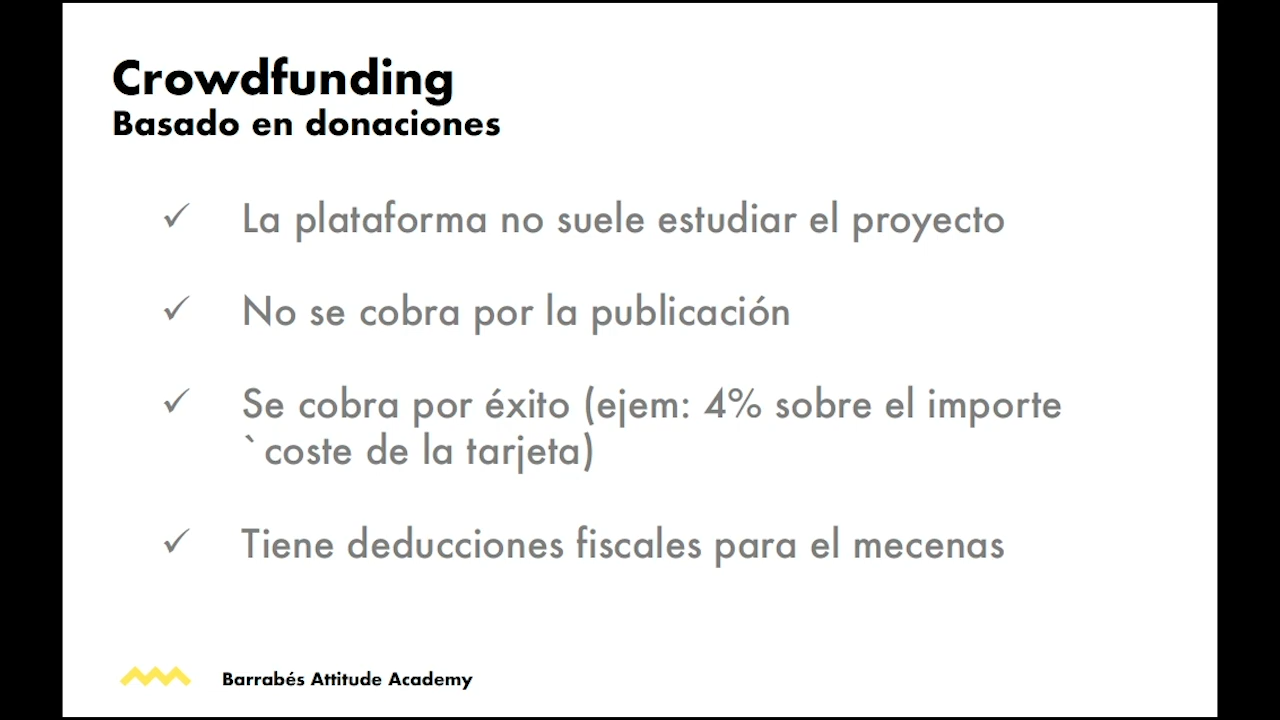 Crowdfunding
Basado en donaciones
✓ La plataforma no suele estudiar el proyecto
✓ No se cobra por la publicación
✓ Se cobra por éxito (ejem: 4% sobre el importe
`coste de la tarjeta)
✓ Tiene deducciones fiscales para el mecenas
Barrabés Attitude Academy